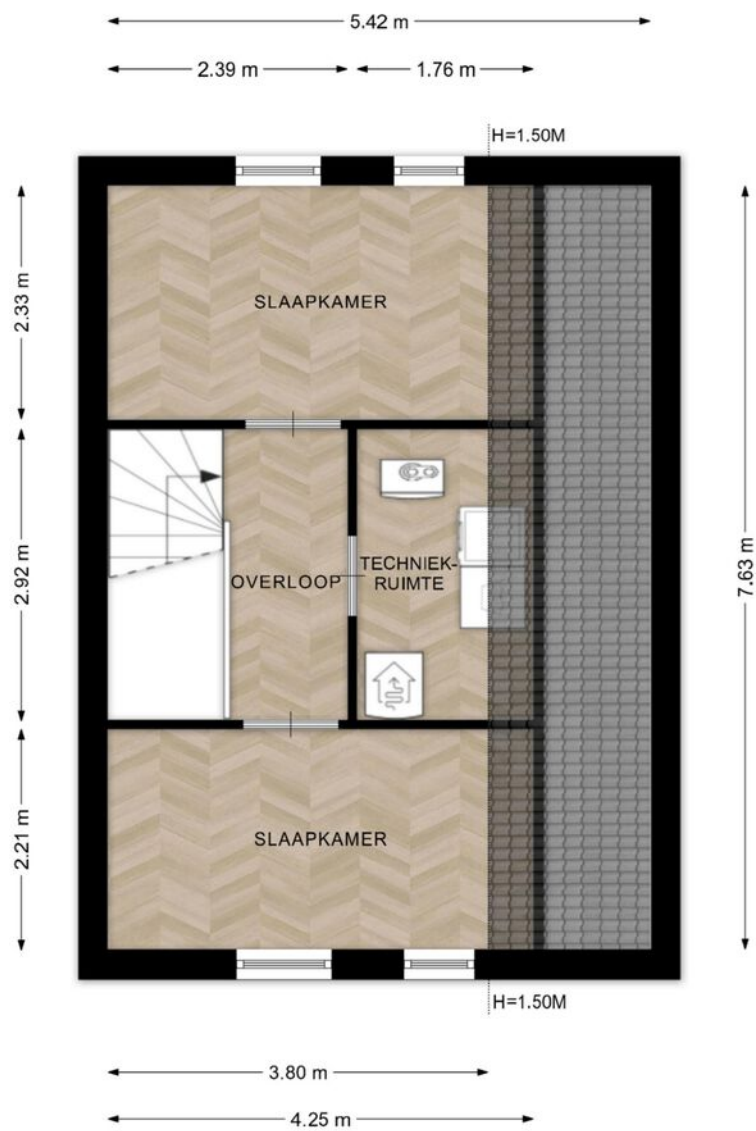 5.42 m
2.39 m
1.76 m
H=1.50M
2.33 m
SLAAPKAMER
2.92 m
OVERLOOP
TECHNIEK-
RUIMTE
7.63 m
2.21 m
SLAAPKAMER
H=1.50M
3.80 m
4.25 m